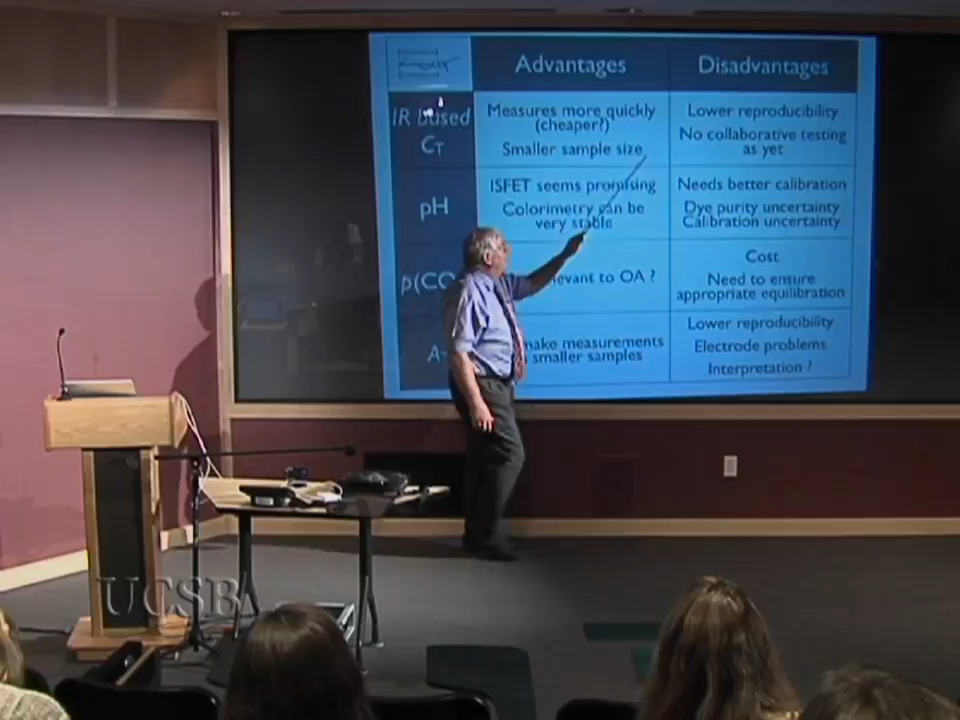 Advantages
Disadvantages
IR based
CT
Measures more quickly
(cheaper?)
Smaller sample size
Lower reproducibility
No collaborative testing
as yet
pH
ISFET seems promising
Colorimetry can be
very stable
Needs better calibration
Dye purity uncertainty
Calibration uncertainty
p(CO
to OA ?
Cost
Need to ensure
appropriate equilibration
A
make measurements
smaller samples
Lower reproducibility
Electrode problems
Interpretation ?
UCSB